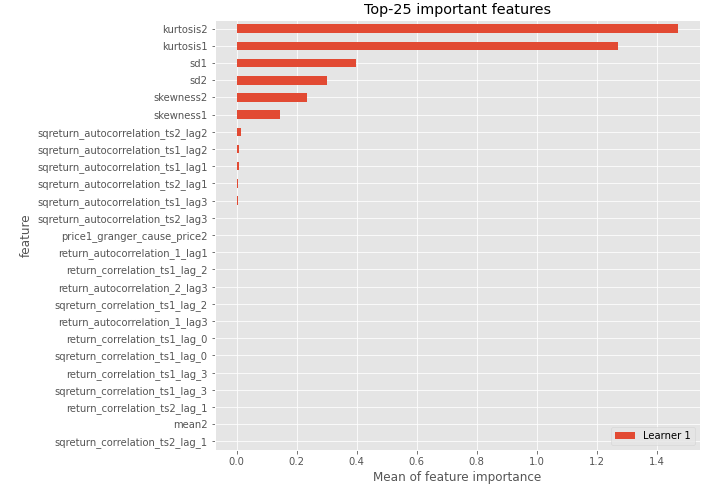 Top-25 important features
kurtosis2
kurtosis1
sd1
sd2
skewness2
skewness1
sqreturn_autocorrelation_ts2_lag2
sqreturn_autocorrelation_ts1_lag2
sqreturn_autocorrelation_ts1_lag1
sqreturn_autocorrelation_ts2_lag1
sqreturn_autocorrelation_ts1_lag3
sqreturn_autocorrelation_ts2_lag3
price1_granger_cause_price2
return_autocorrelation_1_lag1
return_correlation_ts1_lag_2
return_autocorrelation_2_lag3
sqreturn_correlation_ts1_lag_2
return_autocorrelation_1_lag3
return_correlation_ts1_lag_0
sqreturn_correlation_ts1_lag_0
return_correlation_ts1_lag_3
sqreturn_correlation_ts1_lag_3
return_correlation_ts2_lag_1
mean2
sqreturn_correlation_ts2_lag_1
feature
Learner 1
0.0 0.2 0.4 0.6 0.8 1.0 1.2 1.4
Mean of feature importance